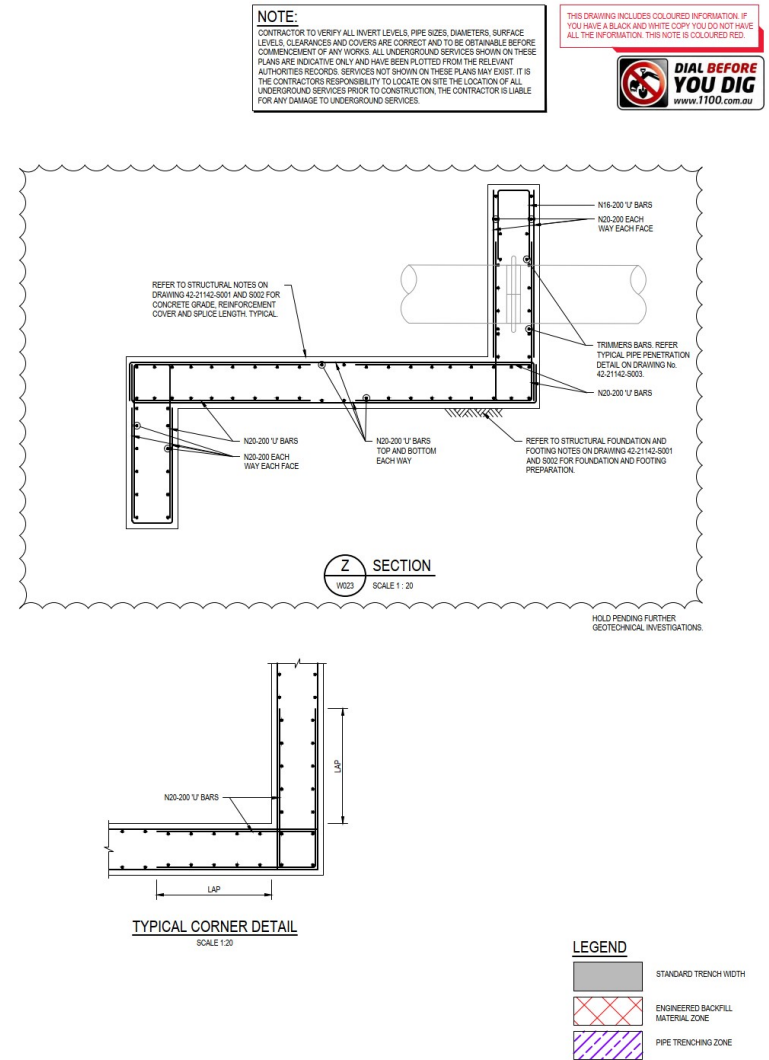 NOTE:
CONTRACTOR TO VERIFY ALL INVERT LEVELS, PIPE SIZES, DIAMETERS, SURFACE
LEVELS, CLEARANCES AND COVERS ARE CORRECT AND TO BE OBTAINABLE BEFORE
COMMENCEMENT OF ANY WORKS. ALL UNDERGROUND SERVICES SHOWN ON THESE
PLANS ARE INDICATIVE ONLY AND HAVE BEEN PLOTTED FROM THE RELEVANT
AUTHORITIES RECORDS. SERVICES NOT SHOWN ON THESE PLANS MAY EXIST. IT IS
THE CONTRACTORS RESPONSIBILITY TO LOCATE ON SITE THE LOCATION OF ALL
UNDERGROUND SERVICES PRIOR TO CONSTRUCTION, THE CONTRACTOR IS LIABLE
FOR ANY DAMAGE TO UNDERGROUND SERVICES.
THIS DRAWING INCLUDES COLOURED INFORMATION. IF
YOU HAVE A BLACK AND WHITE COPY YOU DO NOT HAVE
ALL THE INFORMATION. THIS NOTE IS COLOURED RED.
DIAL BEFORE
YOU DIG
www.1100.com.au
N16-200 'U' BARS
N20-200 EACH
WAY EACH FACE
REFER TO STRUCTURAL NOTES ON
DRAWING 42-21142-S001 AND S002 FOR
CONCRETE GRADE, REINFORCEMENT
COVER AND SPLICE LENGTH. TYPICAL.
TRIMMERS BARS. REFER
TYPICAL PIPE PENETRATION
DETAIL ON DRAWING No.
42-21142-S003.
N20-200 'U' BARS
N20-200 'U' BARS
N20-200 EACH
WAY EACH FACE
N20-200 'U' BARS
TOP AND BOTTOM
EACH WAY
REFER TO STRUCTURAL FOUNDATION AND
FOOTING NOTES ON DRAWING 42-21142-S001
AND S002 FOR FOUNDATION AND FOOTING
PREPARATION.
Z
W023
SECTION
SCALE 1 : 20
HOLD PENDING FURTHER
GEOTECHNICAL INVESTIGATIONS.
LAP
N20-200 'U' BARS
LAP
TYPICAL CORNER DETAIL
SCALE 1:20
LEGEND
STANDARD TRENCH WIDTH
ENGINEERED BACKFILL
MATERIAL ZONE
PIPE TRENCHING ZONE